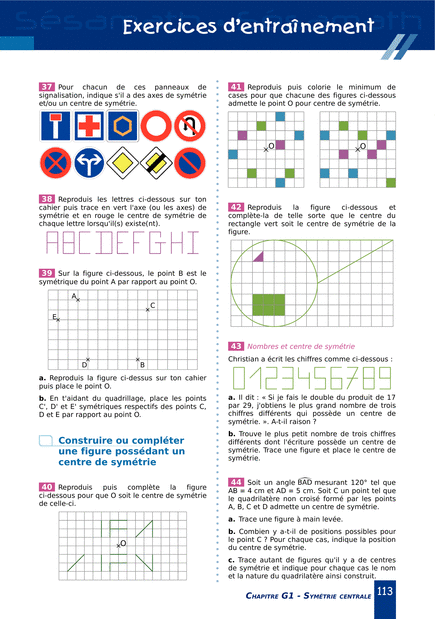 Exercices d'entraînement
37 Pour chacun de ces panneaux de
signalisation, indique s'il a des axes de symétrie
et/ou un centre de symétrie.
38 Reproduis les lettres ci-dessous sur ton
cahier puis trace en vert l'axe (ou les axes) de
symétrie et en rouge le centre de symétrie de
chaque lettre lorsqu'il(s) existe(nt).
ABCDEFGHI
39 Sur la figure ci-dessous, le point B est le
symétrique du point A par rapport au point O.
A
C
E
D
B
a. Reproduis la figure ci-dessus sur ton cahier
puis place le point O.
b. En t'aidant du quadrillage, place les points
C', D' et E' symétriques respectifs des points C,
D et E par rapport au point O.
Construire ou compléter
une figure possédant un
centre de symétrie
40 Reproduis puis complète la figure
ci-dessous pour que O soit le centre de symétrie
de celle-ci.
O
41 Reproduis puis colorie le minimum de
cases pour que chacune des figures ci-dessous
admette le point O pour centre de symétrie.
O
O
42 Reproduis la figure ci-dessous et
complète-la de telle sorte que le centre du
rectangle vert soit le centre de symétrie de la
figure.
43 Nombres et centre de symétrie
Christian a écrit les chiffres comme ci-dessous :
0123456789
a. Il dit : « Si je fais le double du produit de 17
par 29, j'obtiens le plus grand nombre de trois
chiffres différents qui possède un centre de
symétrie. ». A-t-il raison ?
b. Trouve le plus petit nombre de trois chiffres
différents dont l'écriture possède un centre de
symétrie. Trace une figure et place le centre de
symétrie.
44 Soit un angle BAD mesurant 120° tel que
AB = 4 cm et AD = 5 cm. Soit C un point tel que
le quadrilatère non croisé formé par les points
A, B, C et D admette un centre de symétrie.
a. Trace une figure à main levée.
b. Combien y a-t-il de positions possibles pour
le point C ? Pour chaque cas, indique la position
du centre de symétrie.
c. Trace autant de figures qu'il y a de centres
de symétrie et indique pour chaque cas le nom
et la nature du quadrilatère ainsi construit.
CHAPITRE G1 - SYMÉTRIE CENTRALE 113